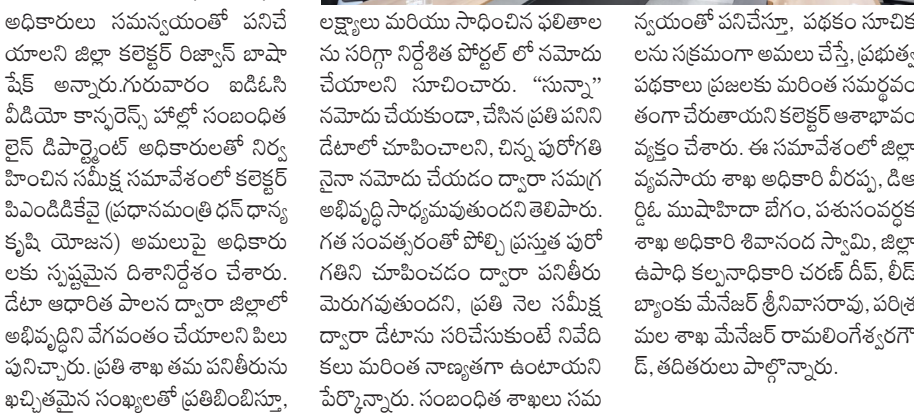 అధికారులు సమన్వయంతో పనిచే
యాలని జిల్లా కలెక్టర్ రిజ్వాన్ బాషా
షేక్ అన్నారు.గురువారం ఐడిఓసి
వీడియో కాన్ఫరెన్స్ హాల్లో సంబంధిత
లైన్ డిపార్ట్మెంట్ అధికారులతో నిర్వ
హించిన సమీక్ష సమావేశంలో కలెక్టర్
పిఎండిడికేవై (ప్రధానమంత్రి ధన్ ధాన్య
కృషి యోజన) అమలుపై అధికారు
లకు స్పష్టమైన దిశానిర్దేశం చేశారు.
డేటా ఆధారిత పాలన ద్వారా జిల్లాలో
అభివృద్ధిని వేగవంతం చేయాలని పిలు
పునిచ్చారు. ప్రతి శాఖ తమ పనితీరును
ఖచ్చితమైన సంఖ్యలతో ప్రతిబింబిస్తూ,
లక్ష్యాలు మరియు సాధించిన ఫలితాల
ను సరిగ్గా నిర్దేశిత పోర్టల్ లో నమోదు
చేయాలని సూచించారు. “సున్నా”
నమోదు చేయకుండా, చేసిన ప్రతి పనిని
డేటాలో చూపించాలని, చిన్న పురోగతి
నైనా నమోదు చేయడం ద్వారా సమగ్ర
అభివృద్ధి సాధ్యమవుతుందని తెలిపారు.
గత సంవత్సరంతో పోల్చి ప్రస్తుత పురో
గతిని చూపించడం ద్వారా పనితీరు
మెరుగవుతుందని, ప్రతి నెల సమీక్ష
ద్వారా డేటాను సరిచేసుకుంటే నివేది
కలు మరింత నాణ్యతగా ఉంటాయని
పేర్కొన్నారు. సంబంధిత శాఖలు సమ
న్వయంతో పనిచేస్తూ, పథకం సూచిక
లను సక్రమంగా అమలు చేస్తే, ప్రభుత్వ
పథకాలు ప్రజలకు మరింత సమర్థవం
తంగా చేరుతాయని కలెక్టర్ ఆశాభావం
వ్యక్తం చేశారు. ఈ సమావేశంలో జిల్లా
వ్యవసాయ శాఖ అధికారి వీరప్ప, డిఆ
ర్డిఓ ముషాహిదా బేగం, పశుసంవర్ధక
శాఖ అధికారి శివానంద స్వామి, జిల్లా
ఉపాధి కల్పనాధికారి చరణ్ దీప్, లీడ్
బ్యాంకు మేనేజర్ శ్రీనివాసరావు, పరిశ్ర
మల శాఖ మేనేజర్ రామలింగేశ్వరగౌ
డ్, తదితరులు పాల్గొన్నారు.